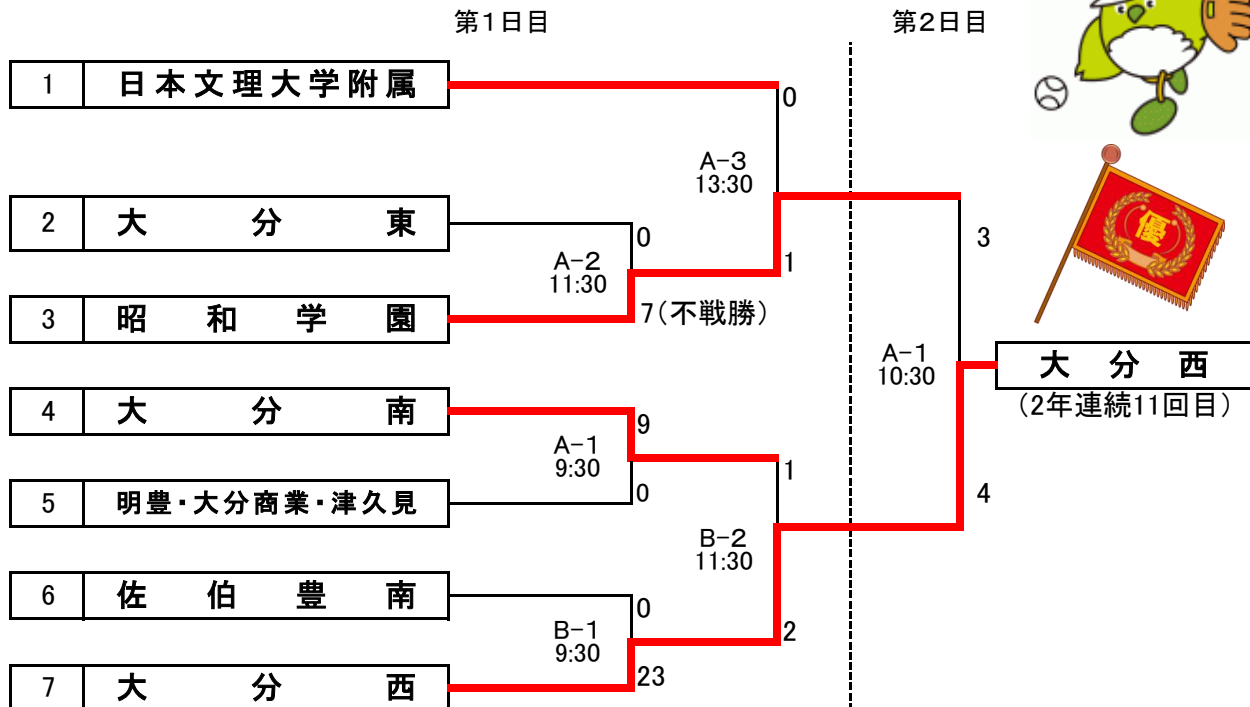 第1日目
第2日目
1 日本文理大学附属
0
A-3
13:30
2 大分東
0
A-2
11:30
1
3 昭和学園
7(不戦勝)
3
優
A-1
10:30
大分西
(2年連続11回目)
4 大分南
9
A-1
9:30
1
5 明豊・大分商業・津久見
0
4
B-2
11:30
6 佐伯豊南
0
B-1
9:30
2
7 大分西
23